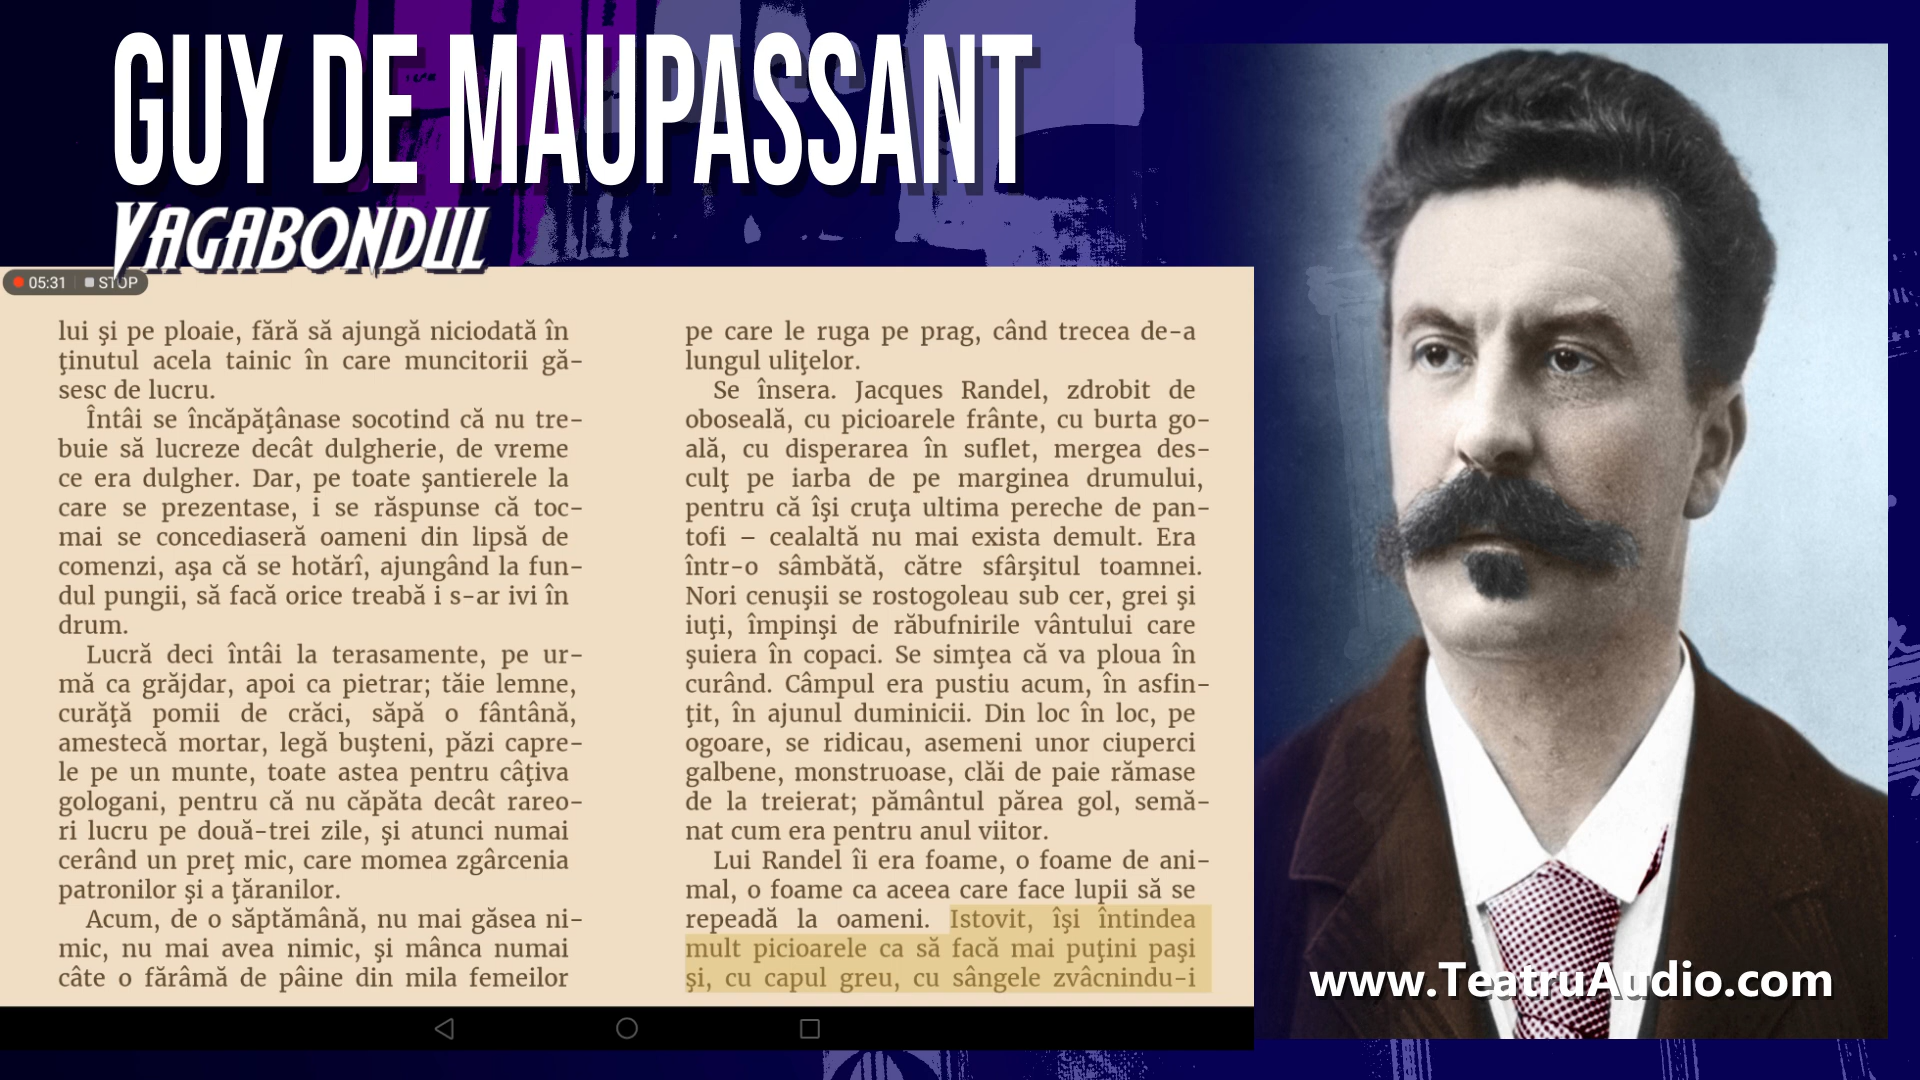 GUY DE MAUPASSANT
VAGABONDUL
05:31 STOP
lui şi pe ploaie, fără să ajungă niciodată în
ţinutul acela tainic în care muncitorii gă-
sesc de lucru.
Întâi se încăpăţânase socotind că nu tre-
buie să lucreze decât dulgherie, de vreme
ce era dulgher. Dar, pe toate şantierele la
care se prezentase, i se răspunse că toc-
mai se concediaseră oameni din lipsă de
comenzi, aşa că se hotărî, ajungând la fun-
dul pungii, să facă orice treabă i s-ar ivi în
drum.
Lucră deci întâi la terasamente, pe ur-
mă ca grăjdar, apoi ca pietrar; tăie lemne,
curăţă pomii de crăci, săpă o fântână,
amestecă mortar, legă buşteni, păzi capre-
le pe un munte, toate astea pentru câţiva
gologani, pentru că nu căpăta decât rareo-
ri lucru pe două-trei zile, şi atunci numai
cerând un preţ mic, care momea zgârcenia
patronilor şi a ţăranilor.
Acum, de o săptămână, nu mai găsea ni-
mic, nu mai avea nimic, şi mânca numai
câte o fărâmă de pâine din mila femeilor
pe care le ruga pe prag, când trecea de-a
lungul uliţelor.
Se însera. Jacques Randel, zdrobit de
oboseală, cu picioarele frânte, cu burta go-
ală, cu disperarea în suflet, mergea des-
culţ pe iarba de pe marginea drumului,
pentru că îşi cruţa ultima pereche de pan-
tofi – cealaltă nu mai exista demult. Era
într-o sâmbătă, către sfârşitul toamnei.
Nori cenuşii se rostogoleau sub cer, grei şi
iuţi, împinşi de răbufnirile vântului care
şuiera în copaci. Se simţea că va ploua în
curând. Câmpul era pustiu acum, în asfin-
ţit, în ajunul duminicii. Din loc în loc, pe
ogoare, se ridicau, asemeni unor ciuperci
galbene, monstruoase, clăi de paie rămase
de la treierat; pământul părea gol, semă-
nat cum era pentru anul viitor.
Lui Randel îi era foame, o foame de ani-
mal, o foame ca aceea care face lupii să se
repeadă la oameni. Istovit, îşi întindea
mult picioarele ca să facă mai puţini paşi
şi, cu capul greu, cu sângele zvâcnindu-i
www.TeatruAudio.com